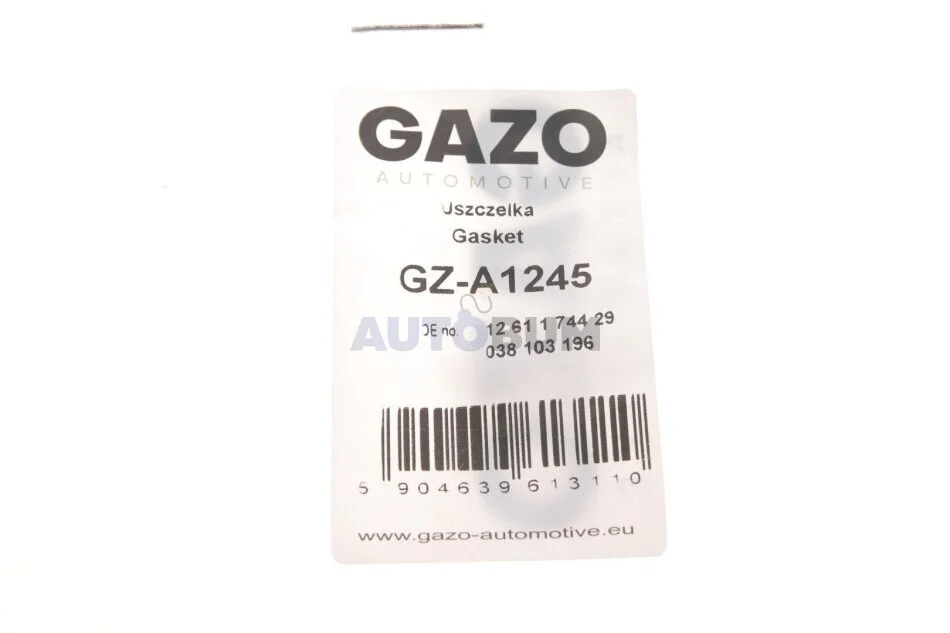 GAZO
AUTOMOTIVE
Uszczelka
Gasket
GZ-A1245
OE no. 12 61 1 744 29
038 103 196
AUTOBUM
5 904639 613110
www.gazo-automotive.eu